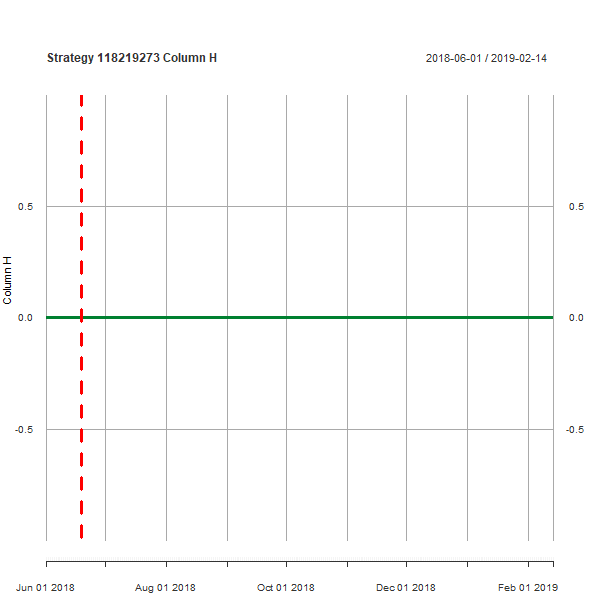 Strategy 118219273 Column H
2018-06-01 / 2019-02-14
0.5
0.5
Column H
0.0
0.0
-0.5
-0.5
Jun 01 2018
Aug 01 2018
Oct 01 2018
Dec 01 2018
Feb 01 2019